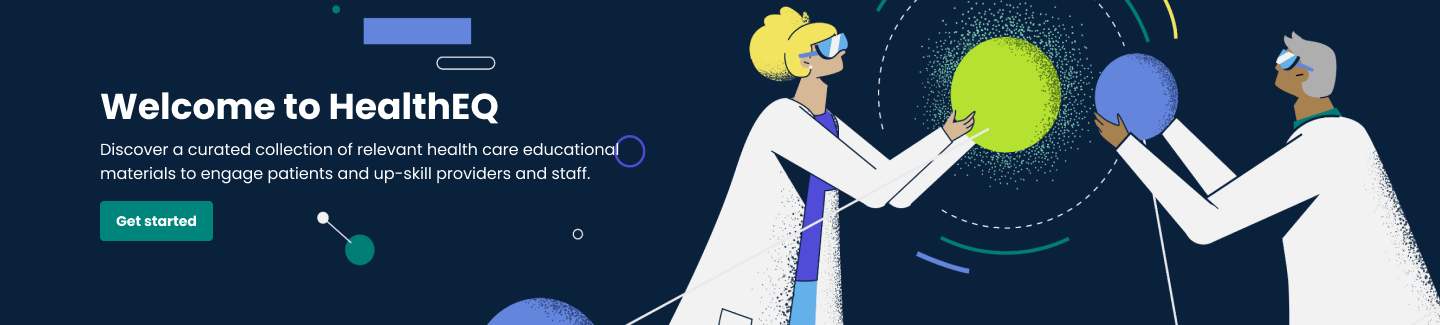 Welcome to HealthEQ
Discover a curated collection of relevant health care educational
materials to engage patients and up-skill providers and staff.
Get started